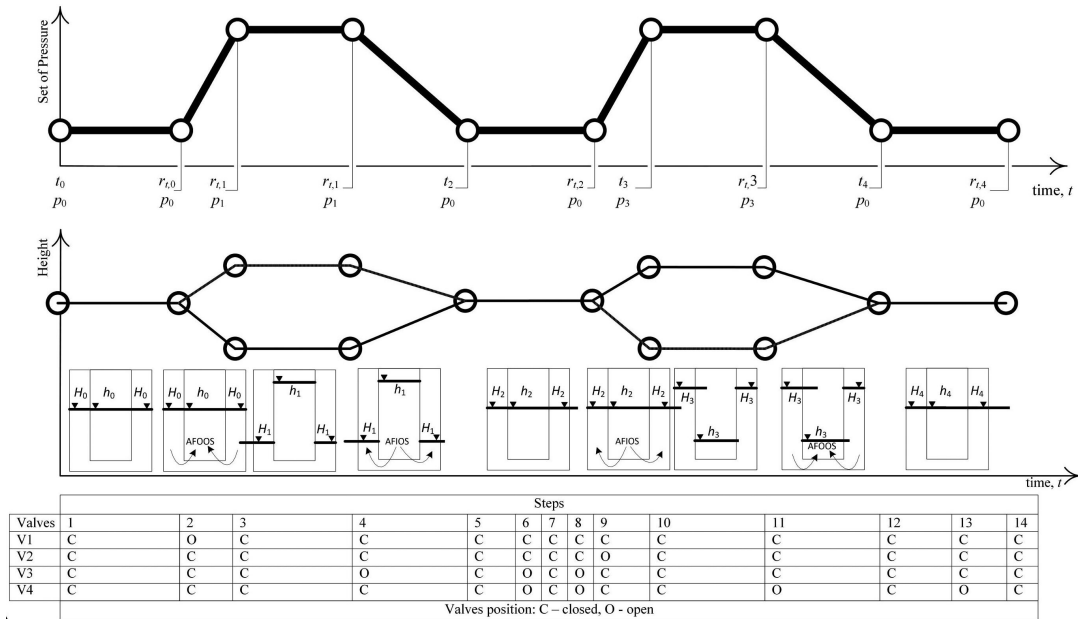 Set of Pressure
t0 rt,0 rt,1 rt,1 t2 rt,2 t3 rt,3 t4 rt,4
p0 p0 p1 p1 p0 p0 p3 p3 p0 p0
time, t
Height
H0 h0 H0
H0 h0 H0
AFOOS
h1
H1 H1
h1
H1 H1
AFIOS
H2 h2 H2
H2 h2 H2
AFIOS
H3 H3
h3
H3 H3
h3
AFOOS
H4 h4 H4
time, t
Steps
Valves 1 2 3 4 5 6 7 8 9 10 11 12 13 14
V1 C O C C C C C C C C C C C C
V2 C C C C C C C C O C C C C C
V3 C C C O C O C O C C C C C C
V4 C C C C C O C O C C O C O C
Valves position: C – closed, O - open